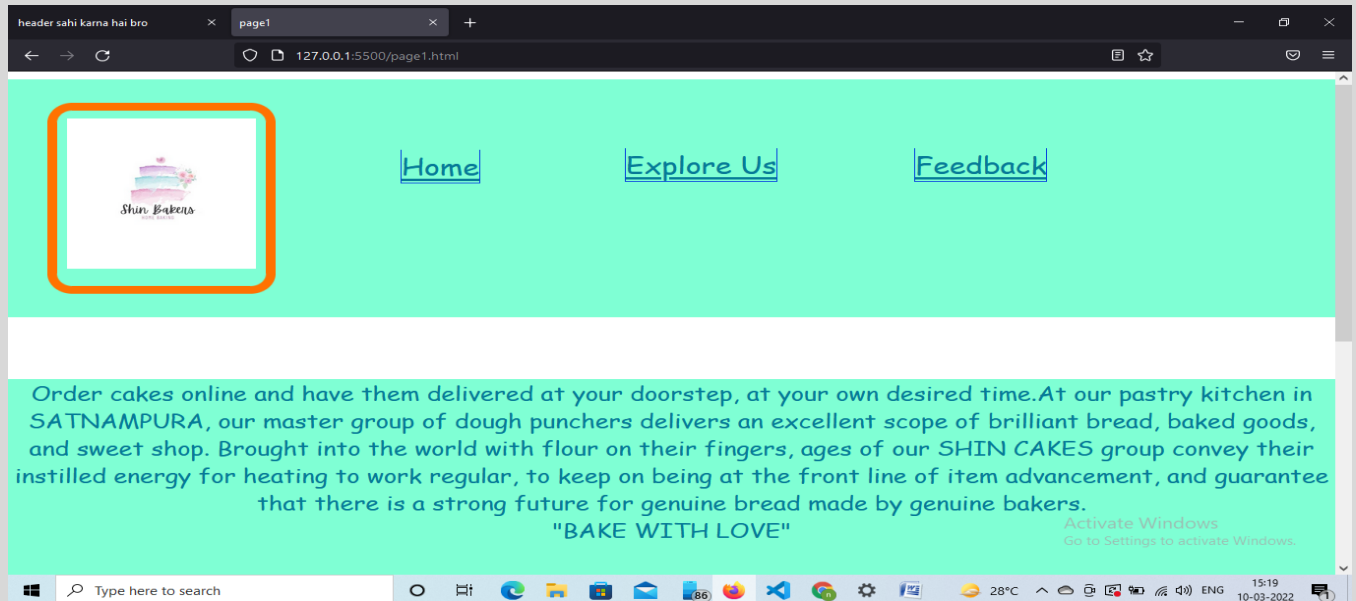 header sahi karna hai bro
page1
127.0.0.1:5500/page1.html
Shin Bakers
HOME BAKING
Home
Explore Us
Feedback
Order cakes online and have them delivered at your doorstep, at your own desired time.At our pastry kitchen in
SATNAMPURA, our master group of dough punchers delivers an excellent scope of brilliant bread, baked goods,
and sweet shop. Brought into the world with flour on their fingers, ages of our SHIN CAKES group convey their
instilled energy for heating to work regular, to keep on being at the front line of item advancement, and guarantee
that there is a strong future for genuine bread made by genuine bakers.
"BAKE WITH LOVE"
Activate Windows
Go to Settings to activate Windows.
Type here to search
86
28°C
ENG
15:19
10-03-2022
1